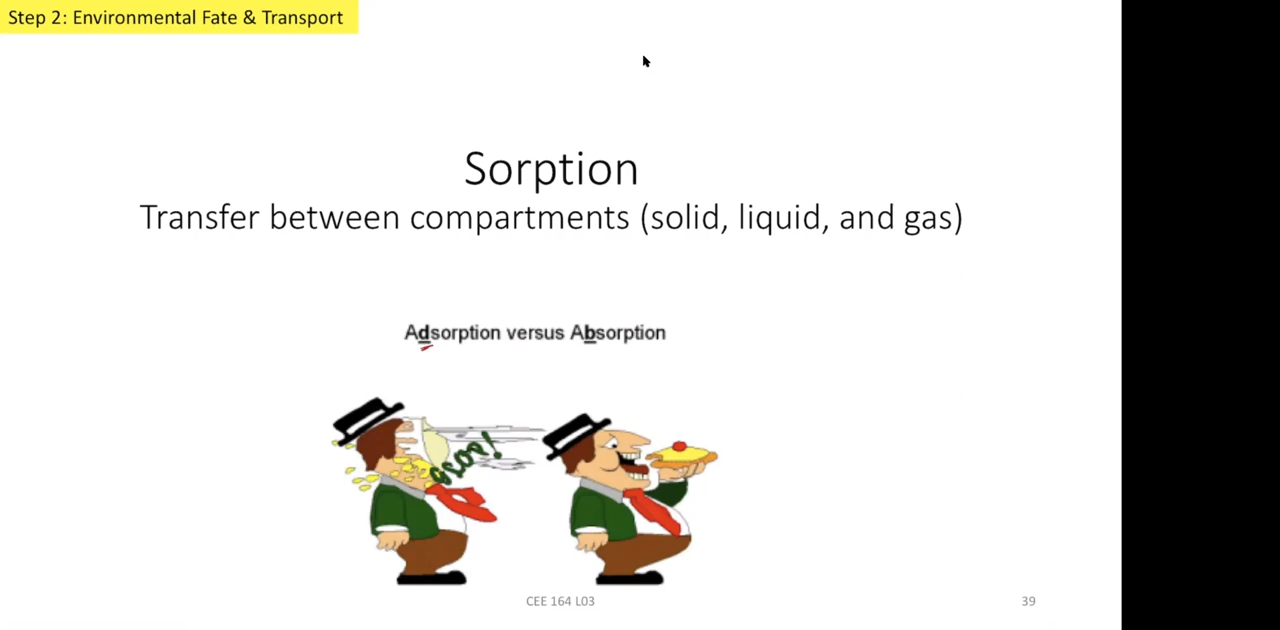 Step 2: Environmental Fate & Transport
Sorption
Transfer between compartments (solid, liquid, and gas)
Adsorption versus Absorption
CEE 164 L03
39